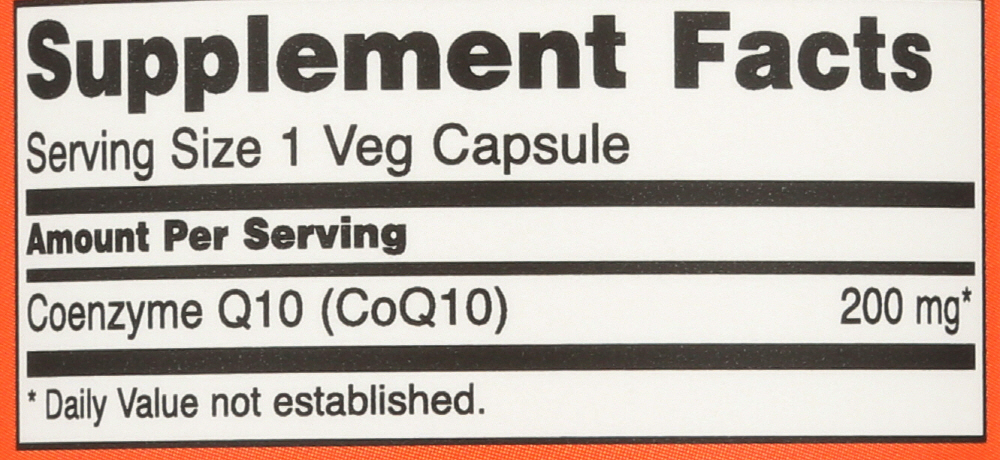 Supplement Facts
Serving Size 1 Veg Capsule
Amount Per Serving
Coenzyme Q10 (CoQ10) 200 mg*
* Daily Value not established.